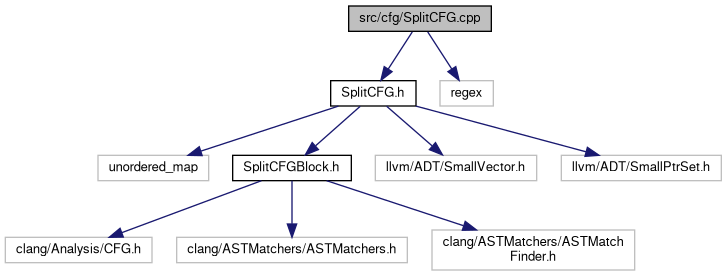 src/cfg/SplitCFG.cpp
SplitCFG.h
regex
unordered_map
SplitCFGBlock.h
llvm/ADT/SmallVector.h
llvm/ADT/SmallPtrSet.h
clang/Analysis/CFG.h
clang/ASTMatchers/ASTMatchers.h
clang/ASTMatchers/ASTMatch
Finder.h